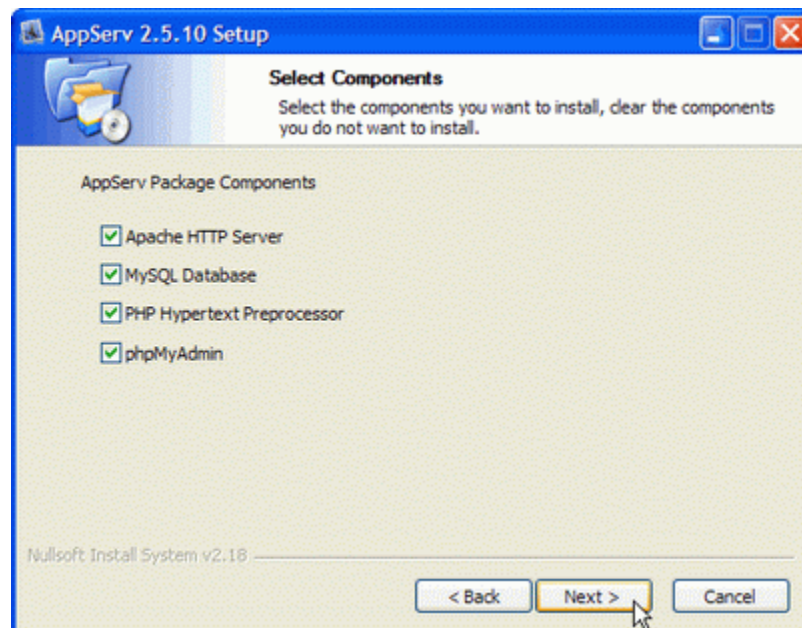 AppServ 2.5.10 Setup
Select Components
Select the components you want to install, clear the components
you do not want to install.
AppServ Package Components
Apache HTTP Server
MySQL Database
PHP Hypertext Preprocessor
phpMyAdmin
Nullsoft Install System v2.18
< Back
Next >
Cancel